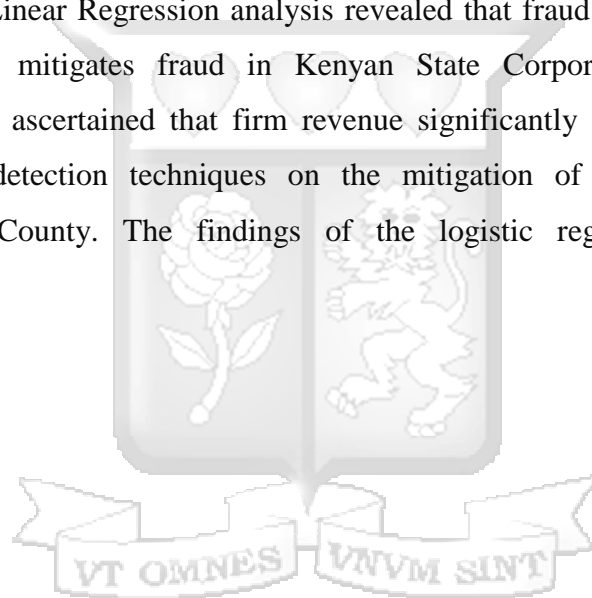 Linear Regression analysis revealed that fraud
mitigates fraud in Kenyan State Corpor
ascertained that firm revenue significantly
detection techniques on the mitigation of
County. The findings of the logistic reg
VT OMNES VNVM SINT